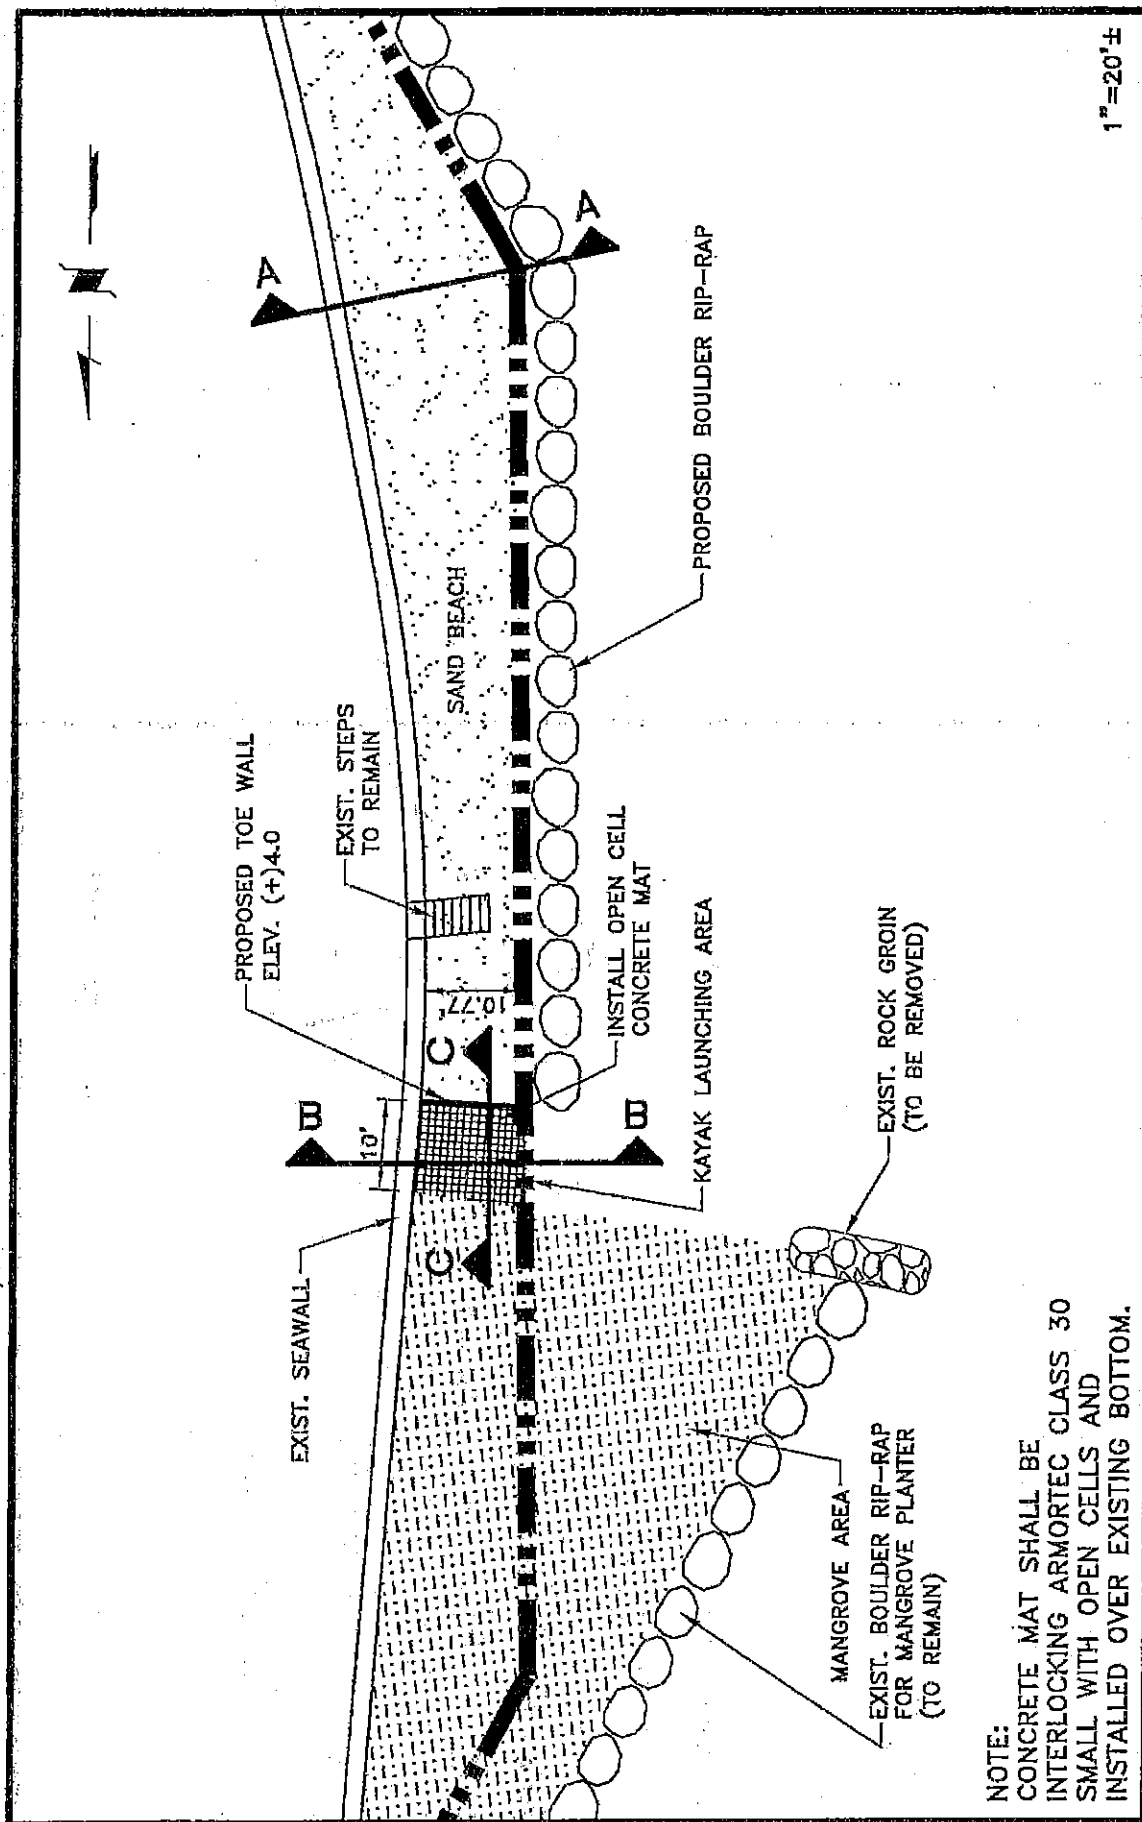 EXIST. SEAWALL
10'
PROPOSED TOE WALL
ELEV. (+)4.0
EXIST. STEPS
TO REMAIN
SAND BEACH
10.77'
A
A
B
B
C
C
INSTALL OPEN CELL
CONCRETE MAT
KAYAK LAUNCHING AREA
PROPOSED BOULDER RIP-RAP
EXIST. ROCK GROIN
(TO BE REMOVED)
MANGROVE AREA
EXIST. BOULDER RIP-RAP
FOR MANGROVE PLANTER
(TO REMAIN)
NOTE:
CONCRETE MAT SHALL BE
INTERLOCKING ARMORTEC CLASS 30
SMALL WITH OPEN CELLS AND
INSTALLED OVER EXISTING BOTTOM.
1"=20'±